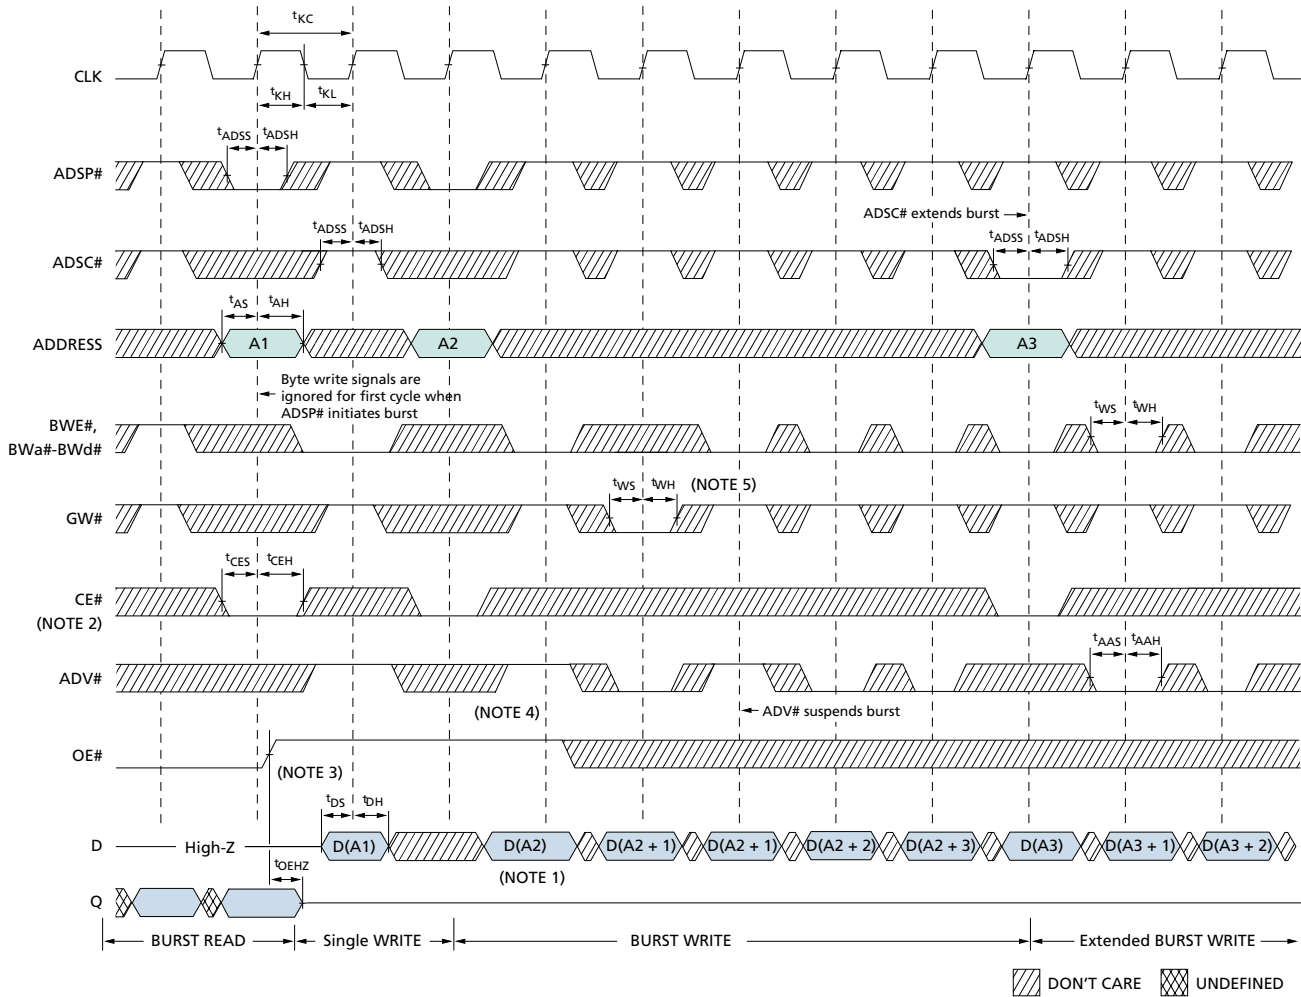 tKC
CLK
tKH tKL
tADSS tADSH
ADSP#
ADSC# extends burst
tADSS tADSH tADSS tADSH
ADSC#
tAS tAH
ADDRESS A1 A2 A3
Byte write signals are
ignored for first cycle when
ADSP# initiates burst
BWE#,
BWa#-BWd#
tWS tWH
tWS tWH (NOTE 5)
GW#
tCES tCEH
CE#
(NOTE 2)
tAAS tAAH
ADV#
(NOTE 4) ADV# suspends burst
OE#
(NOTE 3)
tDS tDH
D High-Z D(A1) D(A2) D(A2 + 1) D(A2 + 1) D(A2 + 2) D(A2 + 3) D(A3) D(A3 + 1) D(A3 + 2)
tOEHZ (NOTE 1)
Q
BURST READ Single WRITE BURST WRITE Extended BURST WRITE
DON'T CARE UNDEFINED